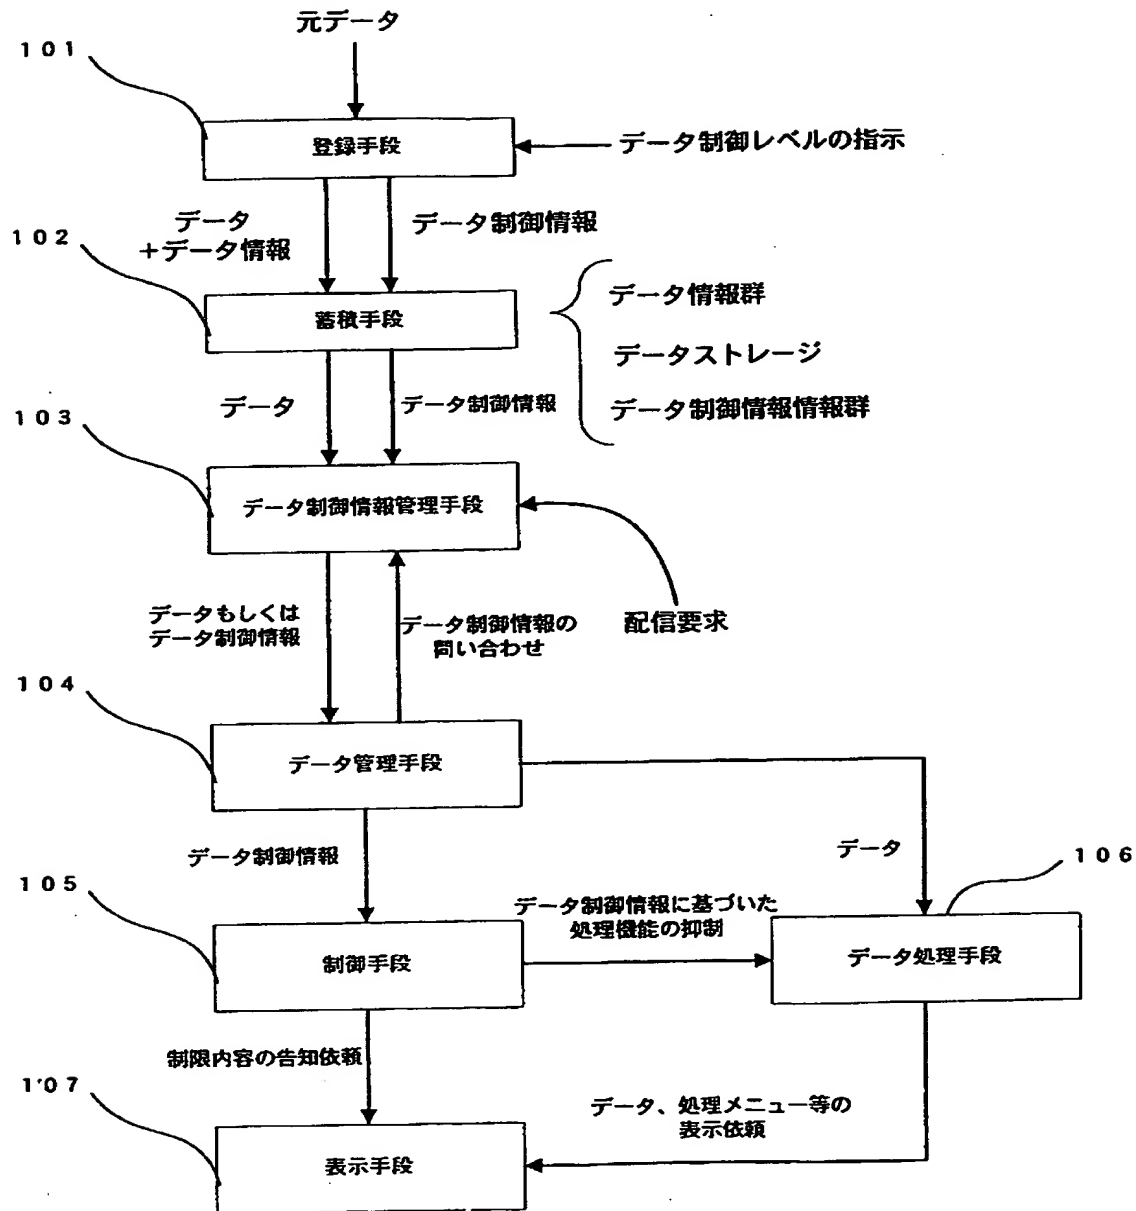 元データ
101
登録手段
データ制御レベルの指示
データ
+データ情報
データ制御情報
102
蓄積手段
データ情報群
データストレージ
データ制御情報情報群
データ
データ制御情報
103
データ制御情報管理手段
データもしくは
データ制御情報
データ制御情報の
問い合わせ
配信要求
104
データ管理手段
データ制御情報
データ
105
106
データ制御情報に基づいた
処理機能の抑制
制御手段
データ処理手段
制限内容の告知依頼
107
データ、処理メニュー等の
表示依頼
表示手段